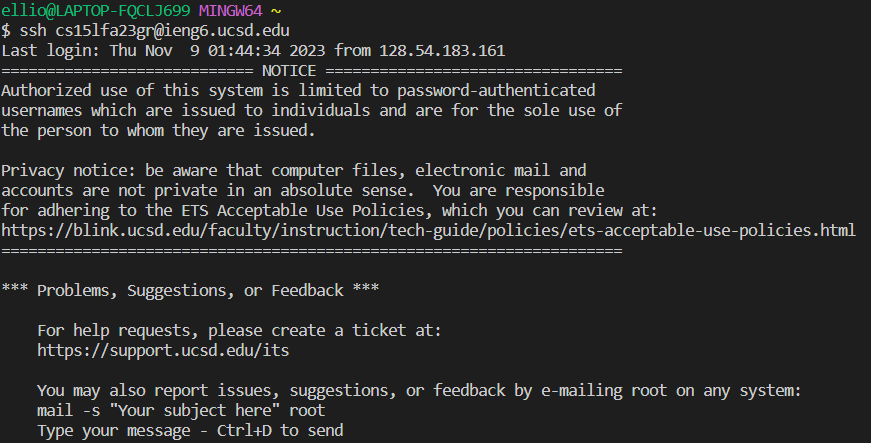 ellio@LAPTOP-FQCLJ699 MINGW64 ~
$ ssh cs15lfa23gr@ieng6.ucsd.edu
Last login: Thu Nov  9 01:44:34 2023 from 128.54.183.161
============================ NOTICE =================================
Authorized use of this system is limited to password-authenticated
usernames which are issued to individuals and are for the sole use of
the person to whom they are issued.

Privacy notice: be aware that computer files, electronic mail and
accounts are not private in an absolute sense.  You are responsible
for adhering to the ETS Acceptable Use Policies, which you can review at:
https://blink.ucsd.edu/faculty/instruction/tech-guide/policies/ets-acceptable-use-policies.html
=====================================================================

*** Problems, Suggestions, or Feedback ***

    For help requests, please create a ticket at:
    https://support.ucsd.edu/its

    You may also report issues, suggestions, or feedback by e-mailing root on any system:
    mail -s "Your subject here" root
    Type your message - Ctrl+D to send